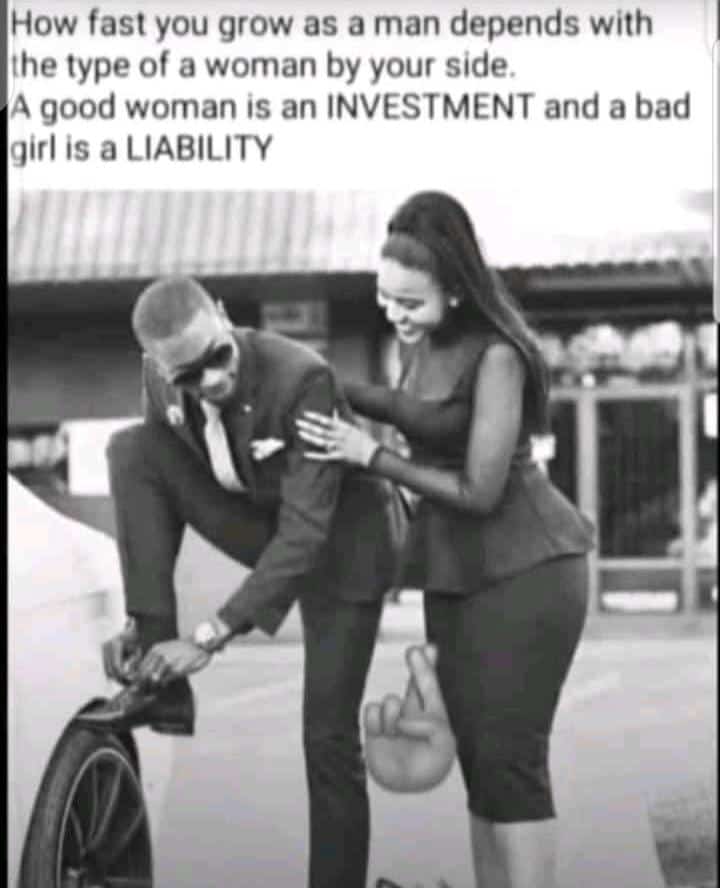 How fast you grow as a man depends with
the type of a woman by your side.
A good woman is an INVESTMENT and a bad
girl is a LIABILITY